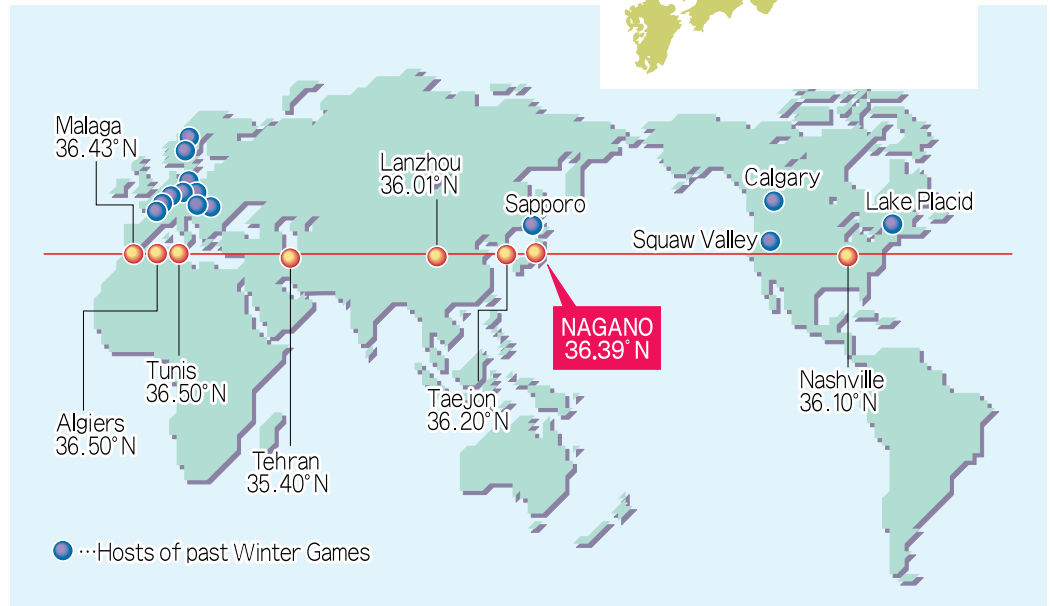 Malaga
36.43°N
Lanzhou
36.01°N
Sapporo
Calgary
Lake Placid
Squaw Valley
NAGANO
36.39°N
Tunis
36.50°N
Algiers
36.50°N
Tehran
35.40°N
Taejon
36.20°N
Nashville
36.10°N
…Hosts of past Winter Games